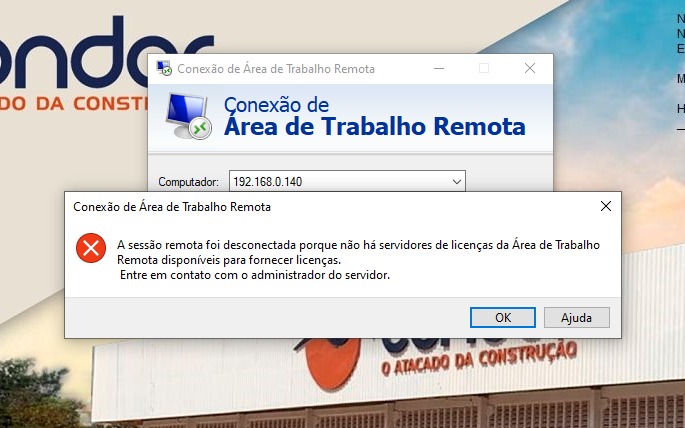 ondor
ADO DA CONSTR
N
N
E
M
H
Conexão de Área de Trabalho Remota
Conexão de
Área de Trabalho Remota
Computador:
192.168.0.140
Conexão de Área de Trabalho Remota
A sessão remota foi desconectada porque não há servidores de licenças da Área de Trabalho
Remota disponíveis para fornecer licenças.
Entre em contato com o administrador do servidor.
OK
Ajuda
O ATACADO DA CONSTRUÇÃO